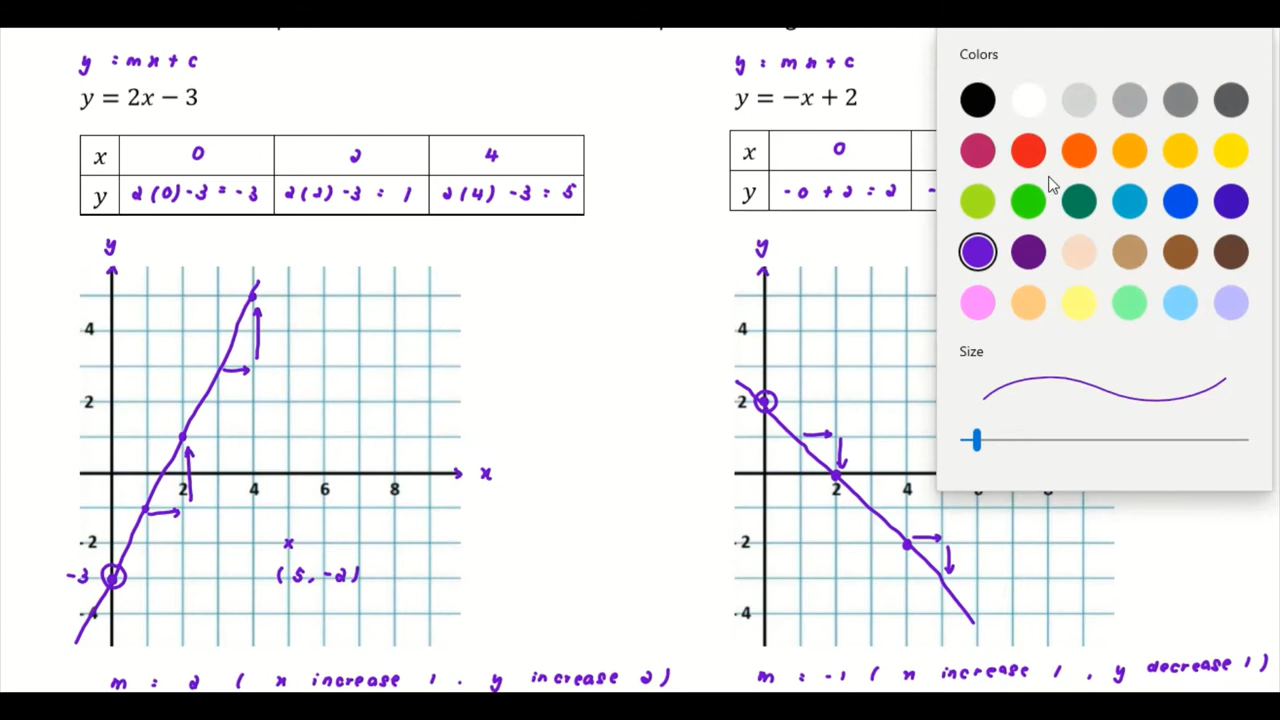 y = mx + c
y = 2x − 3
x 0 2 4
y 2(0)-3 = -3 2(2)-3 = 1 2(4)-3 = 5
y
4
2
2 4 6 8 x
-2
x
-3 (5, -2)
-4
m = 2 ( x increase 1 . y increase 2 )
y = mx + c
y = −x + 2
x 0
y -0 + 2 = 2 -
y
4
2
2 4
-2
-4
m = -1 ( x increase 1 , y decrease 1 )
Colors
Size